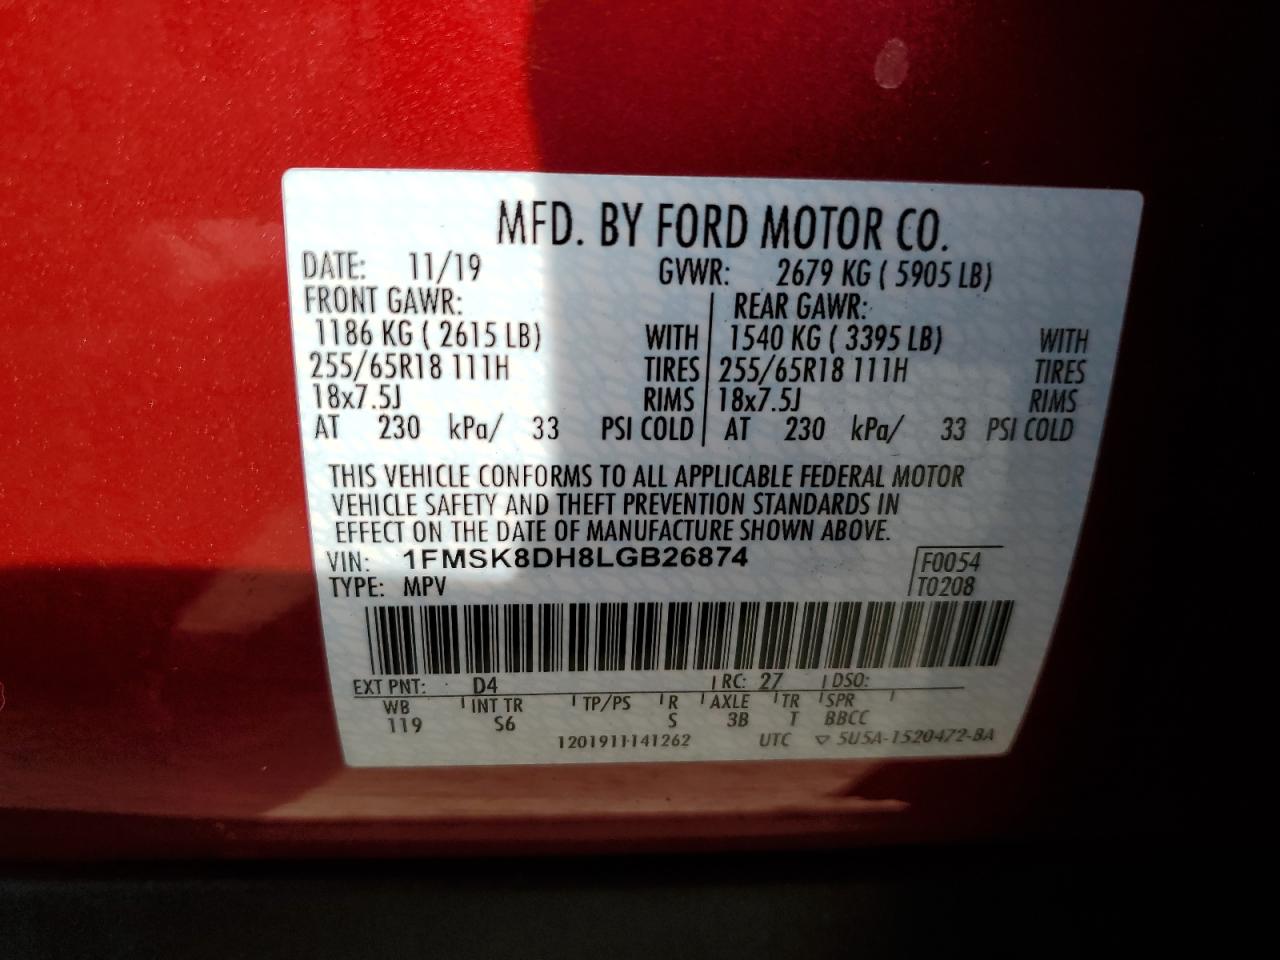 MFD. BY FORD MOTOR CO.
DATE: 11/19 GVWR: 2679 KG ( 5905 LB)
FRONT GAWR: REAR GAWR:
1186 KG ( 2615 LB) WITH 1540 KG ( 3395 LB) WITH
255/65R18 111H TIRES 255/65R18 111H TIRES
18x7.5J RIMS 18x7.5J RIMS
AT 230 kPa/ 33 PSI COLD AT 230 kPa/ 33 PSI COLD
THIS VEHICLE CONFORMS TO ALL APPLICABLE FEDERAL MOTOR
VEHICLE SAFETY AND THEFT PREVENTION STANDARDS IN
EFFECT ON THE DATE OF MANUFACTURE SHOWN ABOVE.
VIN: 1FMSK8DH8LGB26874 F0054
TYPE: MPV T0208
EXT PNT: D4 RC: 27 DSO:
WB INT TR TP/PS R AXLE TR SPR
119 S6 S 3B T BBCC
1201911141262 UTC ▽ 5U5A-1520472-BA